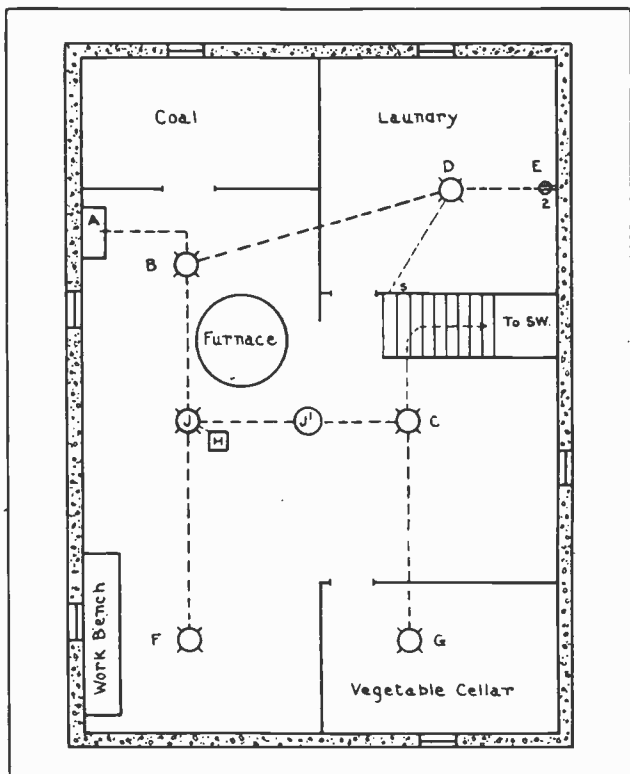 Coal
Laundry
D
E
2
A
B
S
To SW.
Furnace
J
J'
C
H
Work Bench
F
G
Vegetable Cellar